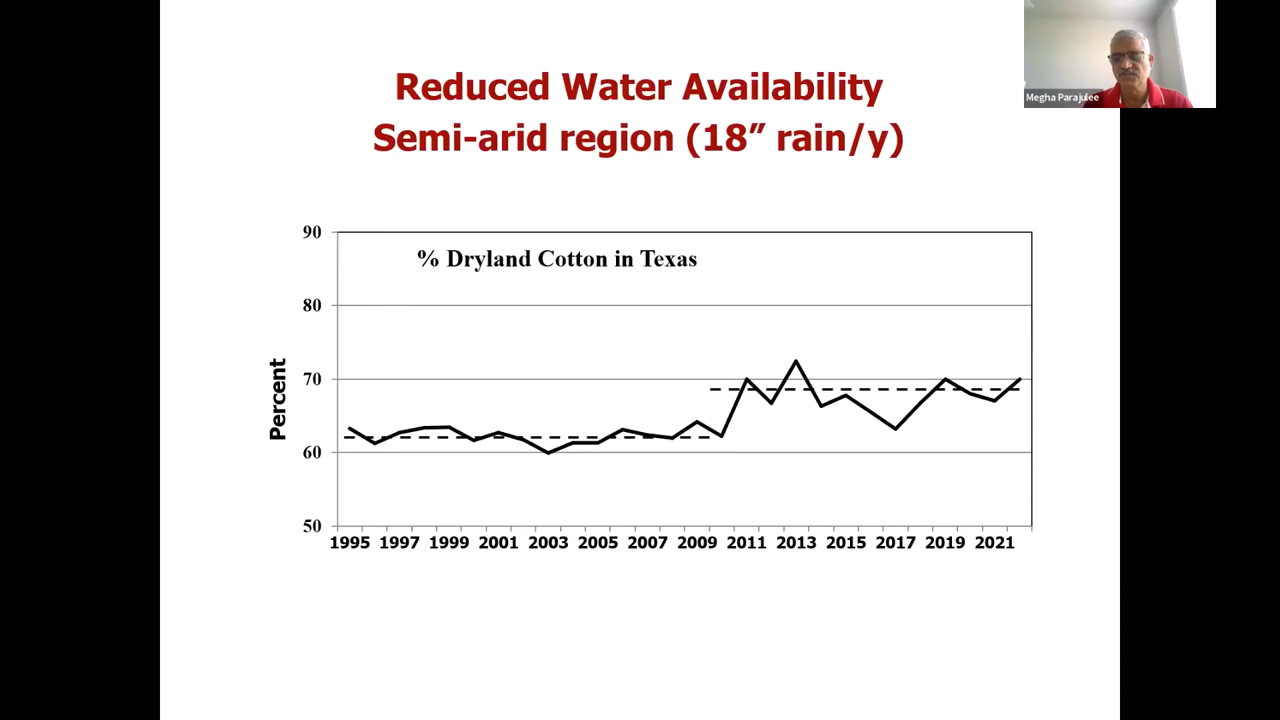 Reduced Water Availability
Semi-arid region (18” rain/y)
Megha Parajulee
% Dryland Cotton in Texas
Percent
90
80
70
60
50
1995 1997 1999 2001 2003 2005 2007 2009 2011 2013 2015 2017 2019 2021